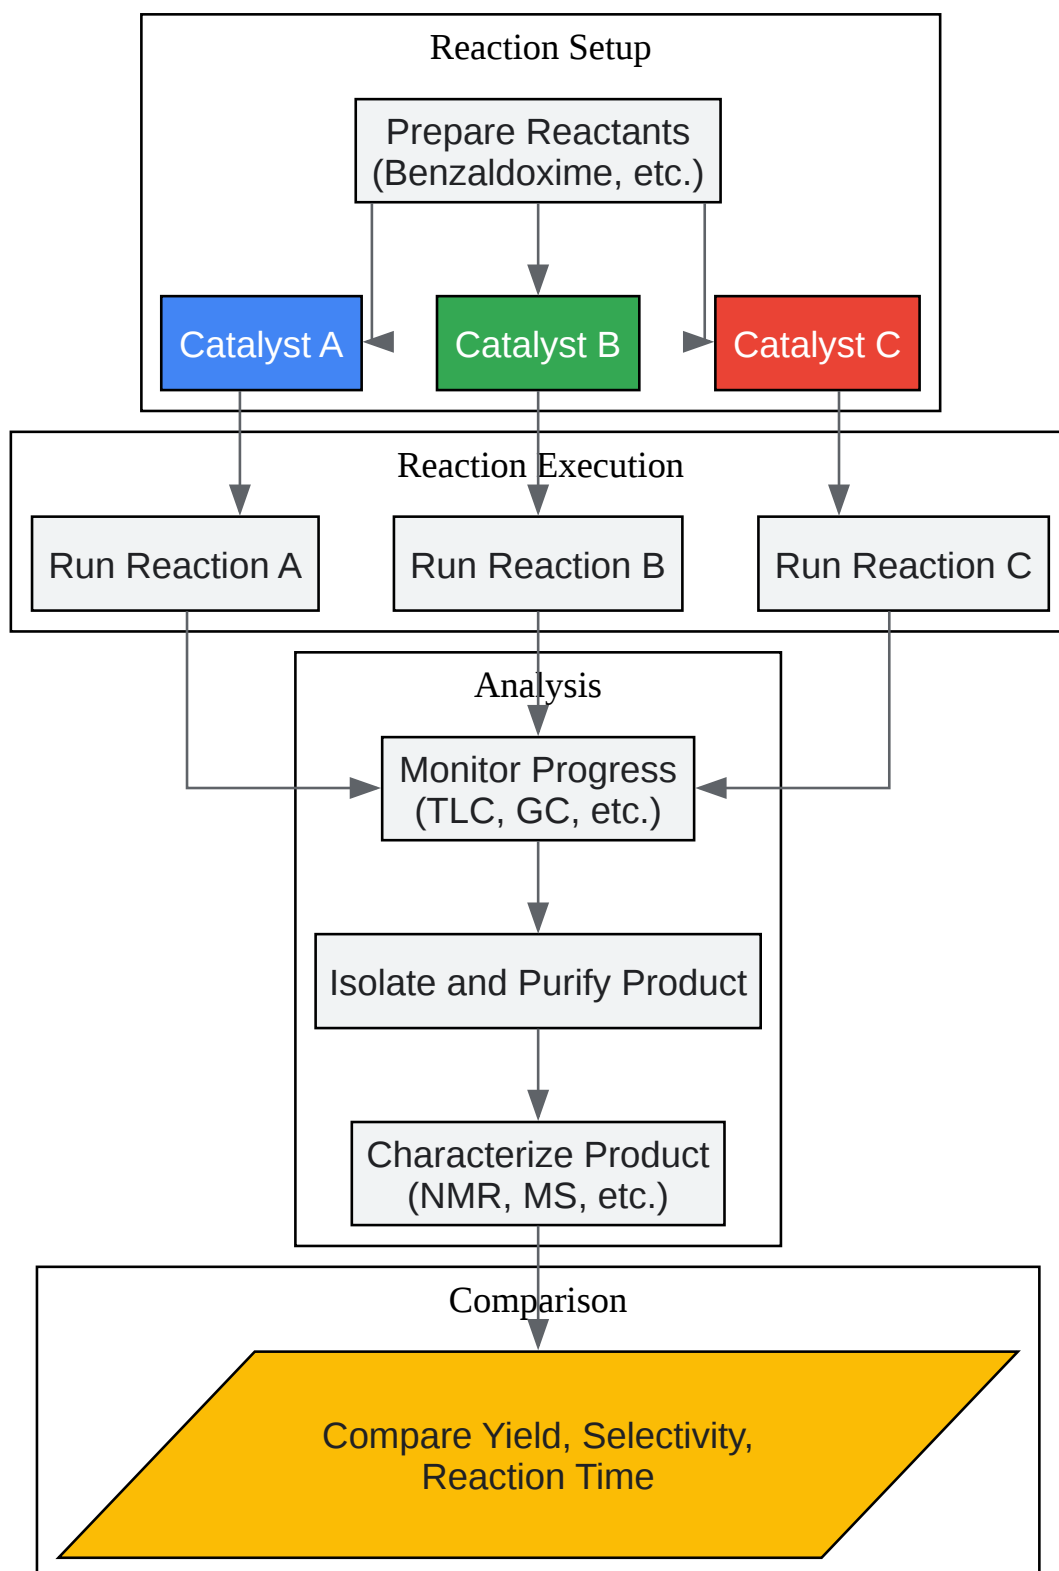 Reaction Setup
Prepare Reactants
(Benzaldoxime, etc.)
Catalyst A
Catalyst B
Catalyst C
Reaction Execution
Run Reaction A
Run Reaction B
Run Reaction C
Analysis
Monitor Progress
(TLC, GC, etc.)
Isolate and Purify Product
Characterize Product
(NMR, MS, etc.)
Comparison
Compare Yield, Selectivity,
Reaction Time